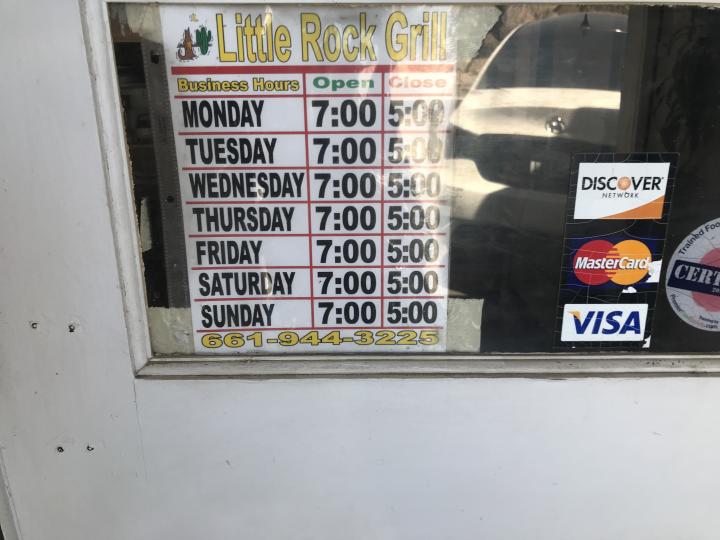 Little Rock Grill
Business Hours Open Close
MONDAY 7:00 5:00
TUESDAY 7:00 5:00
WEDNESDAY 7:00 5:00
THURSDAY 7:00 5:00
FRIDAY 7:00 5:00
SATURDAY 7:00 5:00
SUNDAY 7:00 5:00
661-944-3225
DISCOVER
NETWORK
MasterCard
VISA
Trained